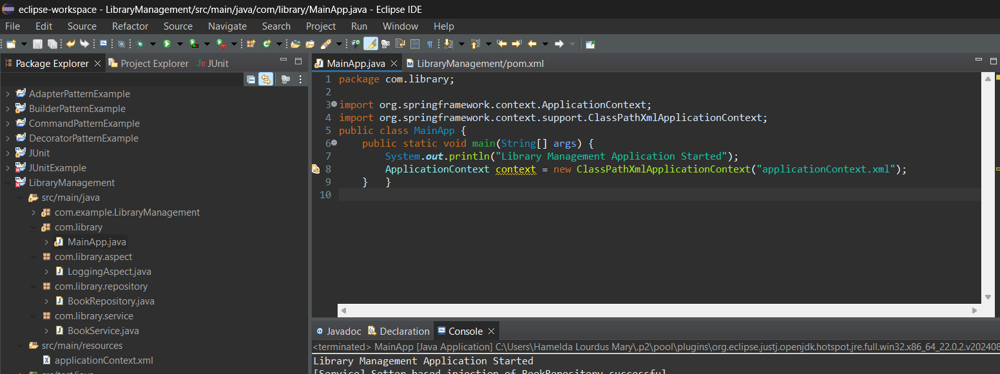 eclipse-workspace - LibraryManagement/src/main/java/com/library/MainApp.java - Eclipse IDE
File Edit Source Refactor Source Navigate Search Project Run Window Help
Package Explorer Project Explorer JUnit
AdapterPatternExample
BuilderPatternExample
CommandPatternExample
DecoratorPatternExample
JUnit
JUnitExample
LibraryManagement
src/main/java
com.example.LibraryManagement
com.library
MainApp.java
com.library.aspect
LoggingAspect.java
com.library.repository
BookRepository.java
com.library.service
BookService.java
src/main/resources
applicationContext.xml
src/test/java
MainApp.java LibraryManagement/pom.xml
1 package com.library;
2
3 import org.springframework.context.ApplicationContext;
4 import org.springframework.context.support.ClassPathXmlApplicationContext;
5 public class MainApp {
6 public static void main(String[] args) {
7 System.out.println("Library Management Application Started");
8 ApplicationContext context = new ClassPathXmlApplicationContext("applicationContext.xml");
9 } }
10
Javadoc Declaration Console
<terminated> MainApp [Java Application] C:\Users\Hamelda Lourdus Mary\.p2\pool\plugins\org.eclipse.justj.openjdk.hotspot.jre.full.win32.x86_64_22.0.2.v202408
Library Management Application Started
[Service] Setter-based injection of BookRepository successful